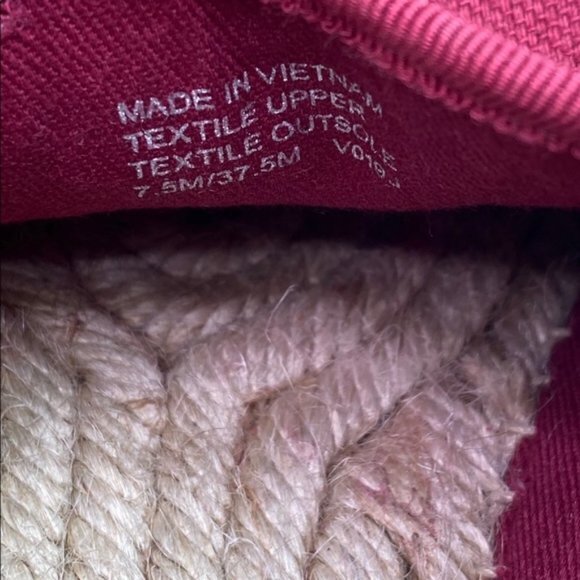 MADE IN VIETNAM
TEXTILE UPPER
TEXTILE OUTSOLE
7.5M/37.5M